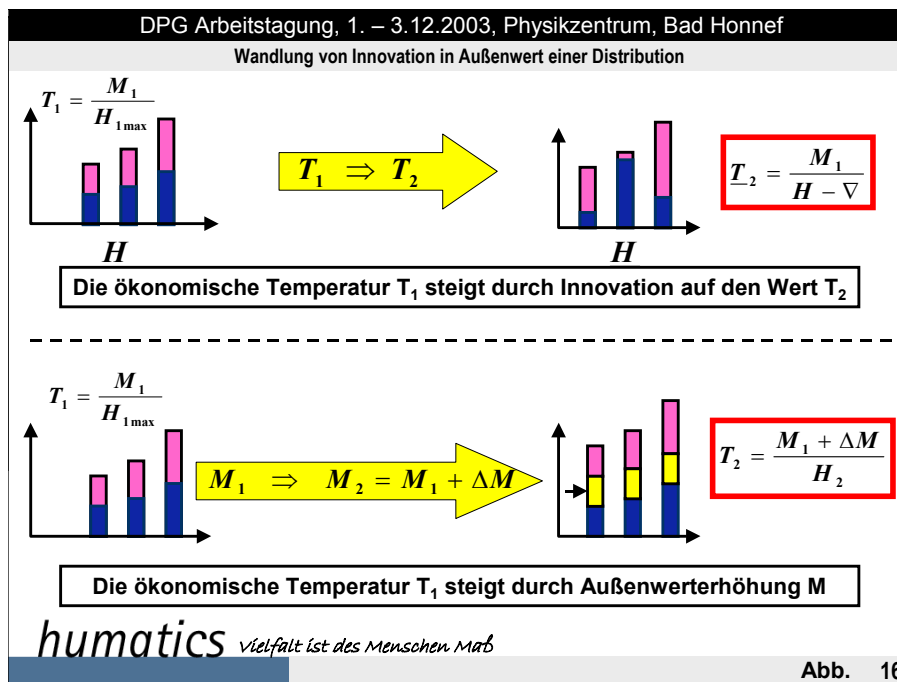 DPG Arbeitstagung, 1. – 3.12.2003, Physikzentrum, Bad Honnef
Wandlung von Innovation in Außenwert einer Distribution
T₁ = M₁ / H₁max
T₁ ⇒ T₂
T₂ = M₁ / (H − ∇)
H
H
Die ökonomische Temperatur T₁ steigt durch Innovation auf den Wert T₂
T₁ = M₁ / H₁max
M₁ ⇒ M₂ = M₁ + ΔM
T₂ = (M₁ + ΔM) / H₂
Die ökonomische Temperatur T₁ steigt durch Außenwerterhöhung M
humatics Vielfalt ist des Menschen Maß
Abb. 16